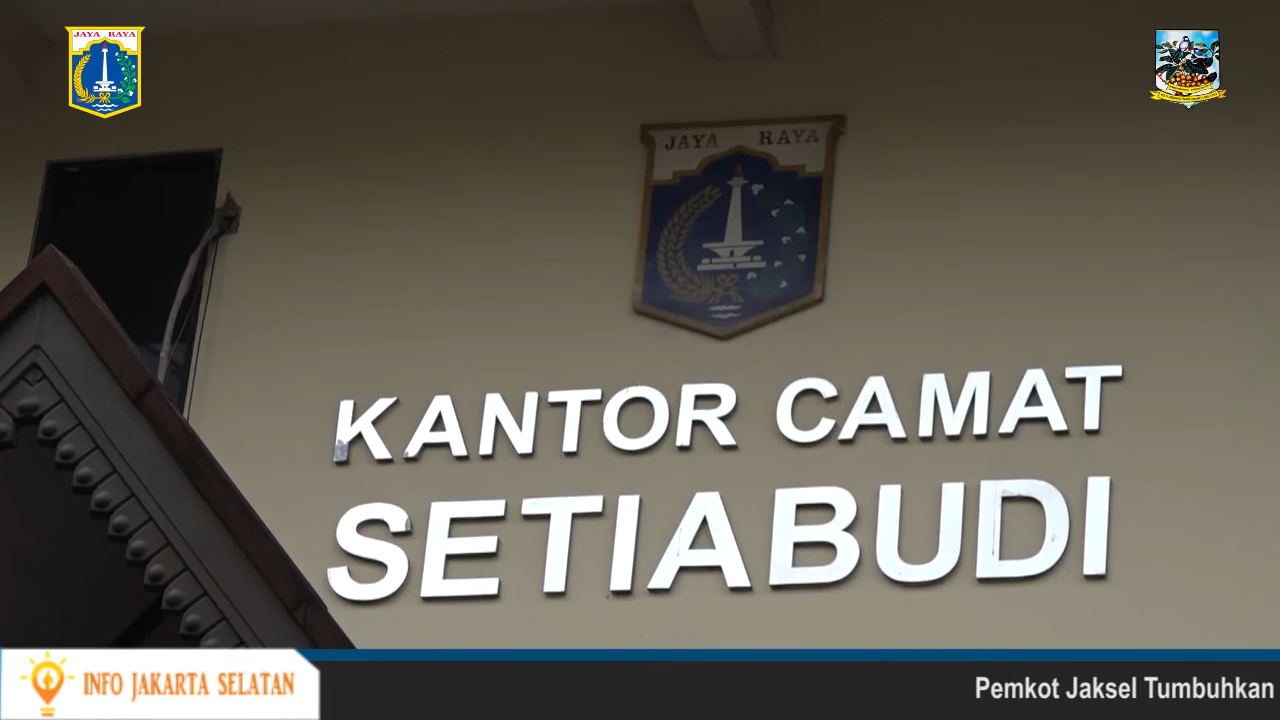 JAYA RAYA
JAYA RAYA
KANTOR CAMAT
SETIABUDI
INFO JAKARTA SELATAN
Pemkot Jaksel Tumbuhkan